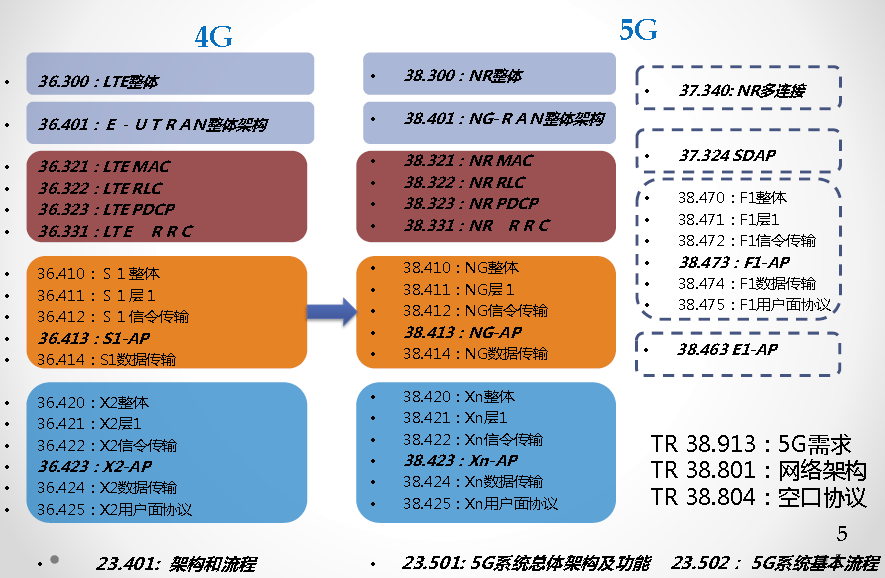 4G
36.300：LTE整体
36.401：Ｅ－ＵＴＲＡＮ整体架构
36.321：LTE MAC
36.322：LTE RLC
36.323：LTE PDCP
36.331：LTE　ＲＲＣ
36.410：Ｓ１整体
36.411：Ｓ１层１
36.412：Ｓ１信令传输
36.413：S1-AP
36.414：S1数据传输
36.420：X2整体
36.421：X2层1
36.422：X2信令传输
36.423：X2-AP
36.424：X2数据传输
36.425：X2用户面协议
23.401: 架构和流程
5G
38.300：NR整体
38.401：NG-RＡＮ整体架构
38.321：NR MAC
38.322：NR RLC
38.323：NR PDCP
38.331：NR　ＲＲＣ
38.410：NG整体
38.411：NG层１
38.412：NG信令传输
38.413：NG-AP
38.414：NG数据传输
38.420：Xn整体
38.421：Xn层1
38.422：Xn信令传输
38.423：Xn-AP
38.424：Xn数据传输
38.425：Xn用户面协议
23.501: 5G系统总体架构及功能 23.502： 5G系统基本流程
37.340: NR多连接
37.324 SDAP
38.470：F1整体
38.471：F1层1
38.472：F1信令传输
38.473：F1-AP
38.474：F1数据传输
38.475：F1用户面协议
38.463 E1-AP
TR 38.913：5G需求
TR 38.801：网络架构
TR 38.804：空口协议
5